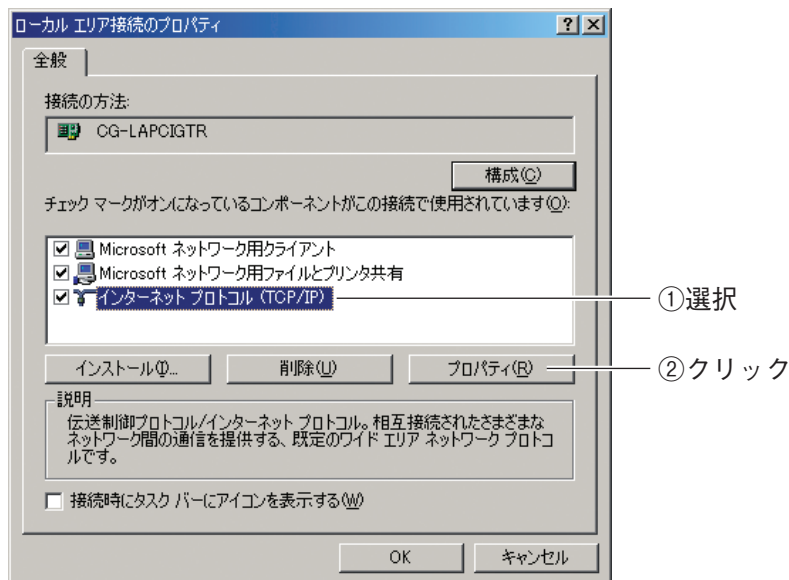 ローカル エリア接続のプロパティ
全般
接続の方法:
CG-LAPCIGTR
構成(C)
チェック マークがオンになっているコンポーネントがこの接続で使用されています(O):
Microsoft ネットワーク用クライアント
Microsoft ネットワーク用ファイルとプリンタ共有
インターネット プロトコル (TCP/IP)
①選択
インストール(I)... 削除(U) プロパティ(R)
②クリック
説明
伝送制御プロトコル/インターネット プロトコル。相互接続されたさまざまな
ネットワーク間の通信を提供する、既定のワイド エリア ネットワーク プロトコ
ルです。
接続時にタスク バーにアイコンを表示する(W)
OK キャンセル